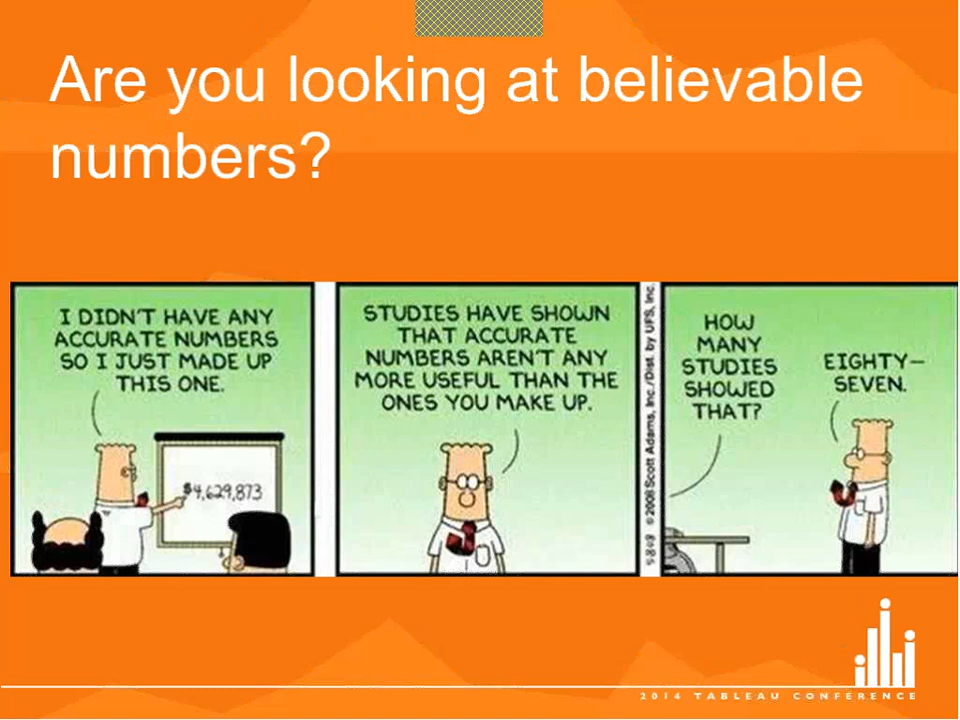 Are you looking at believable
numbers?
I DIDN'T HAVE ANY
ACCURATE NUMBERS
SO I JUST MADE UP
THIS ONE.
$4,629,873
STUDIES HAVE SHOWN
THAT ACCURATE
NUMBERS AREN'T ANY
MORE USEFUL THAN THE
ONES YOU MAKE UP.
HOW
MANY
STUDIES
SHOWED
THAT?
EIGHTY-
SEVEN.
5-8-08 © 2008 Scott Adams, Inc./Dist. by UFS, Inc.
2014 TABLEAU CONFERENCE